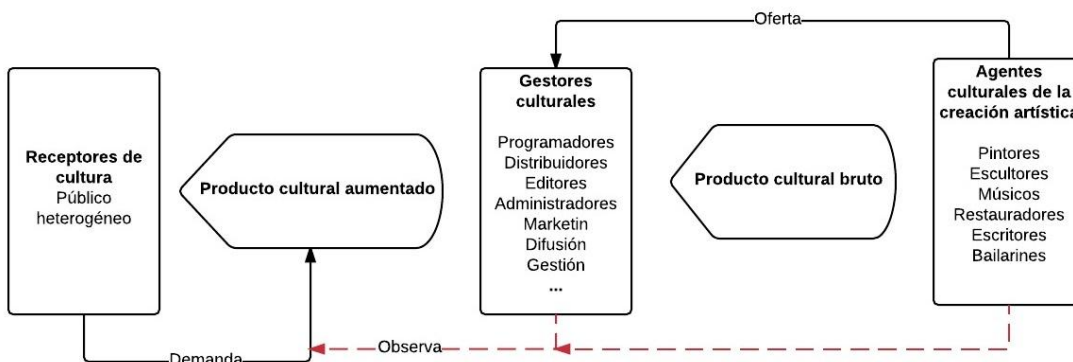 Oferta
Receptores de
cultura
Público
heterogéneo
Producto cultural aumentado
Gestores
culturales
Programadores
Distribuidores
Editores
Administradores
Marketin
Difusión
Gestión
...
Producto cultural bruto
Agentes
culturales de la
creación artística
Pintores
Escultores
Músicos
Restauradores
Escritores
Bailarines
Demanda
Observa